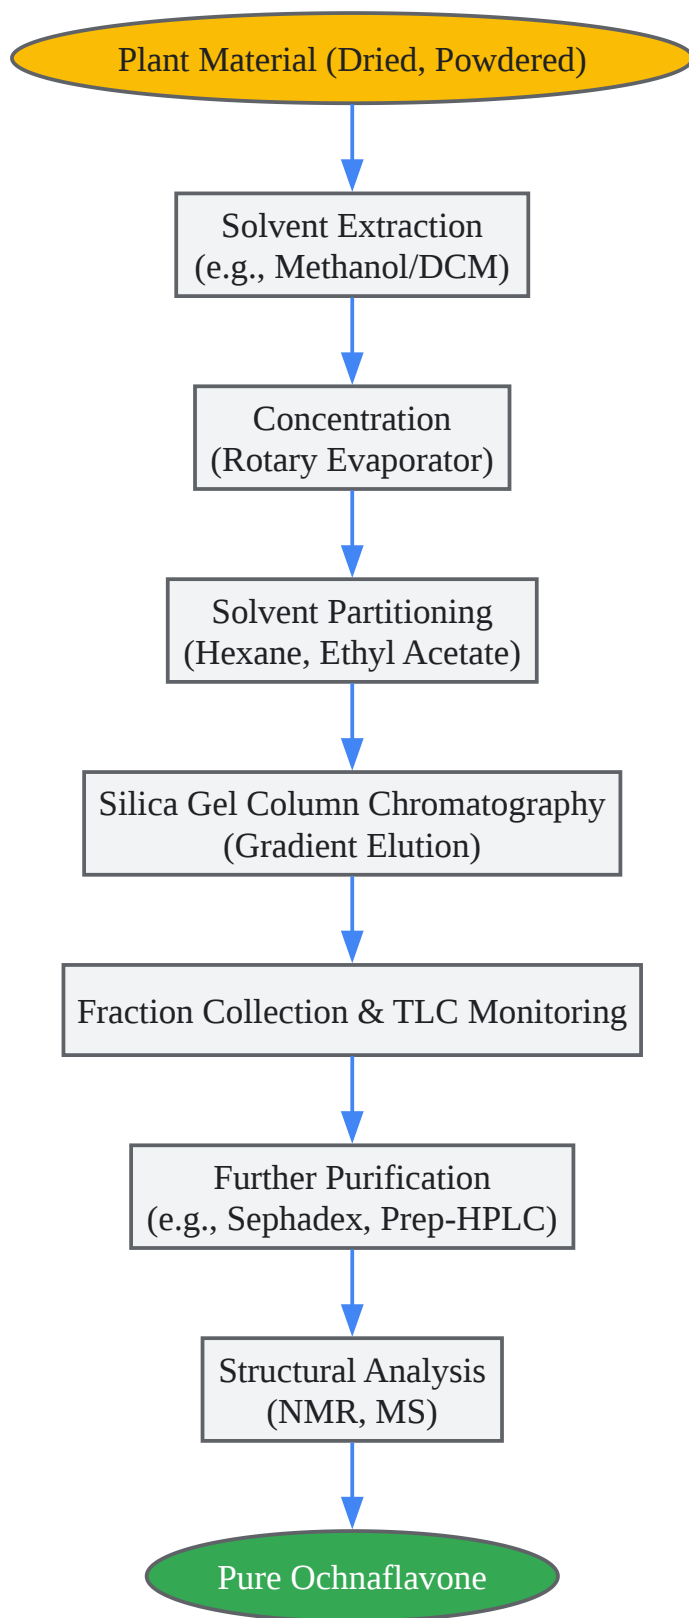 Plant Material (Dried, Powdered)
Solvent Extraction
(e.g., Methanol/DCM)
Concentration
(Rotary Evaporator)
Solvent Partitioning
(Hexane, Ethyl Acetate)
Silica Gel Column Chromatography
(Gradient Elution)
Fraction Collection & TLC Monitoring
Further Purification
(e.g., Sephadex, Prep-HPLC)
Structural Analysis
(NMR, MS)
Pure Ochnaflavone